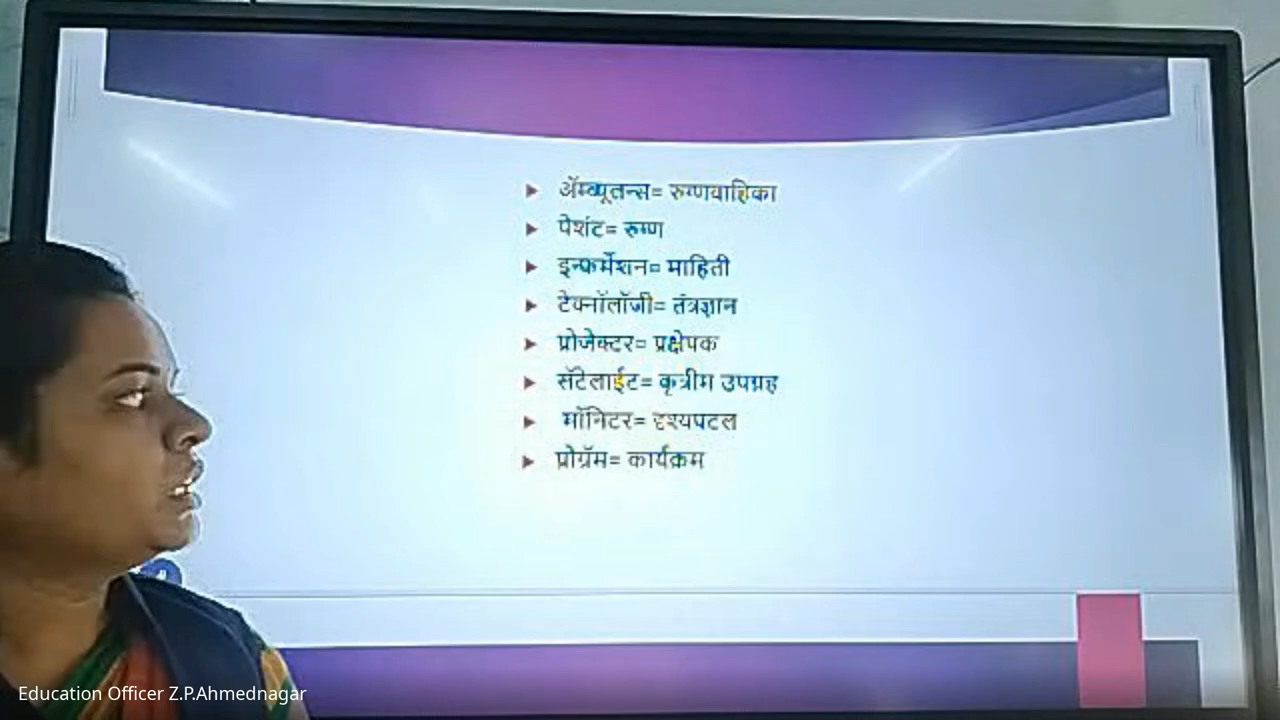 ► ॲम्ब्यूलन्स= रुग्णवाहिका
► पेशंट= रुग्ण
► इन्फर्मेशन= माहिती
► टेक्नॉलॉजी= तंत्रज्ञान
► प्रोजेक्टर= प्रक्षेपक
► सॅटेलाईट= कृत्रीम उपग्रह
► मॉनिटर= दृश्यपटल
► प्रोग्रॅम= कार्यक्रम
Education Officer Z.P.Ahmednagar